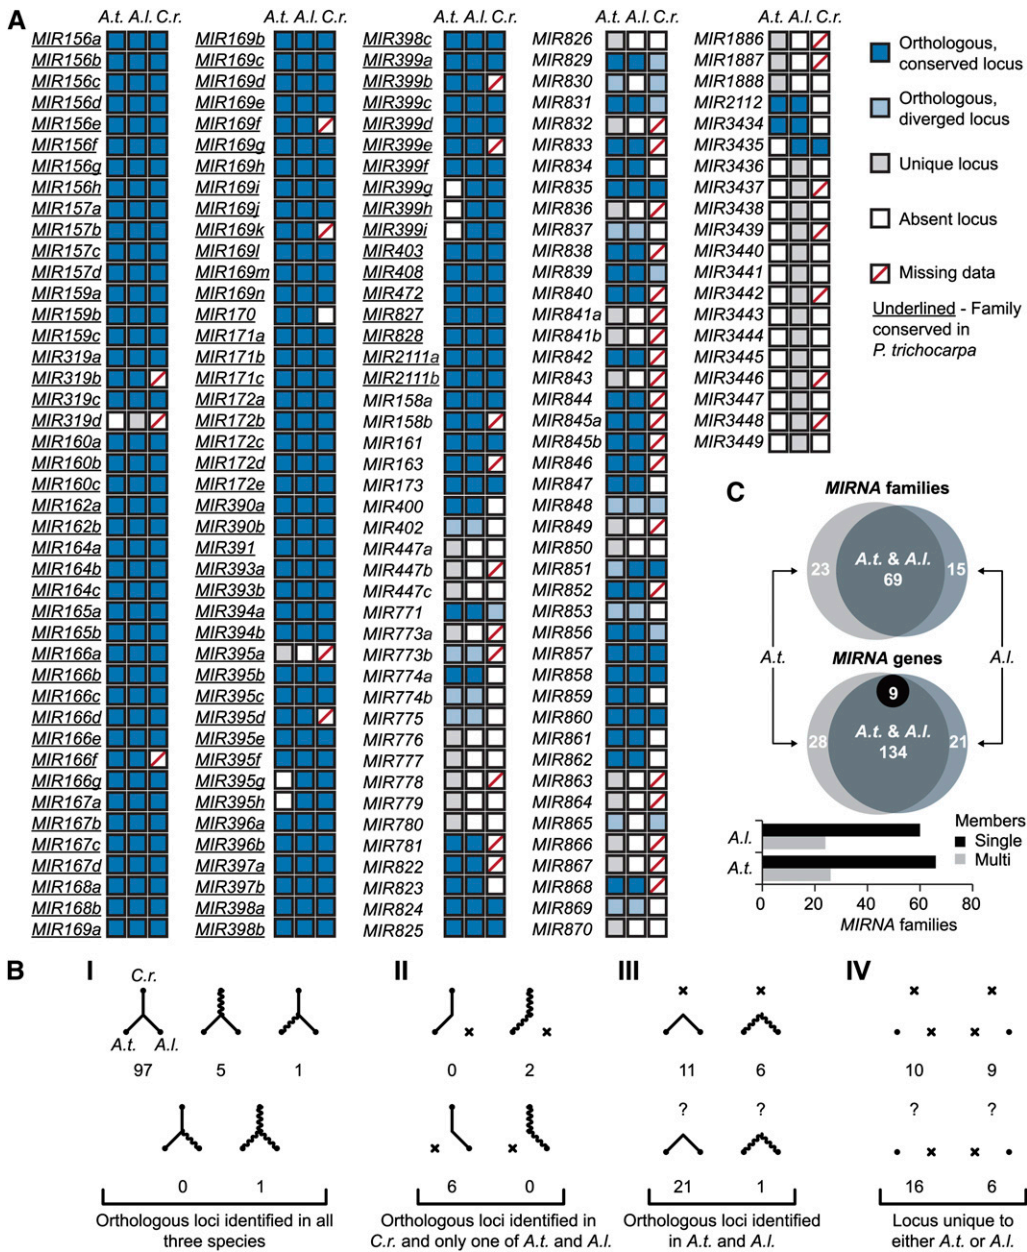 A
A.t. A.l. C.r.
MIR156a
MIR156b
MIR156c
MIR156d
MIR156e
MIR156f
MIR156g
MIR156h
MIR157a
MIR157b
MIR157c
MIR157d
MIR159a
MIR159b
MIR159c
MIR319a
MIR319b
MIR319c
MIR319d
MIR160a
MIR160b
MIR160c
MIR162a
MIR162b
MIR164a
MIR164b
MIR164c
MIR165a
MIR165b
MIR166a
MIR166b
MIR166c
MIR166d
MIR166e
MIR166f
MIR166g
MIR167a
MIR167b
MIR167c
MIR167d
MIR168a
MIR168b
MIR169a
A.t. A.l. C.r.
MIR169b
MIR169c
MIR169d
MIR169e
MIR169f
MIR169g
MIR169h
MIR169i
MIR169j
MIR169k
MIR169l
MIR169m
MIR169n
MIR170
MIR171a
MIR171b
MIR171c
MIR172a
MIR172b
MIR172c
MIR172d
MIR172e
MIR390a
MIR390b
MIR391
MIR393a
MIR393b
MIR394a
MIR394b
MIR395a
MIR395b
MIR395c
MIR395d
MIR395e
MIR395f
MIR395g
MIR395h
MIR396a
MIR396b
MIR397a
MIR397b
MIR398a
MIR398b
A.t. A.l. C.r.
MIR398c
MIR399a
MIR399b
MIR399c
MIR399d
MIR399e
MIR399f
MIR399g
MIR399h
MIR399i
MIR403
MIR408
MIR472
MIR827
MIR828
MIR2111a
MIR2111b
MIR158a
MIR158b
MIR161
MIR163
MIR173
MIR400
MIR402
MIR447a
MIR447b
MIR447c
MIR771
MIR773a
MIR773b
MIR774a
MIR774b
MIR775
MIR776
MIR777
MIR778
MIR779
MIR780
MIR781
MIR822
MIR823
MIR824
MIR825
A.t. A.l. C.r.
MIR826
MIR829
MIR830
MIR831
MIR832
MIR833
MIR834
MIR835
MIR836
MIR837
MIR838
MIR839
MIR840
MIR841a
MIR841b
MIR842
MIR843
MIR844
MIR845a
MIR845b
MIR846
MIR847
MIR848
MIR849
MIR850
MIR851
MIR852
MIR853
MIR856
MIR857
MIR858
MIR859
MIR860
MIR861
MIR862
MIR863
MIR864
MIR865
MIR866
MIR867
MIR868
MIR869
MIR870
A.t. A.l. C.r.
MIR1886
MIR1887
MIR1888
MIR2112
MIR3434
MIR3435
MIR3436
MIR3437
MIR3438
MIR3439
MIR3440
MIR3441
MIR3442
MIR3443
MIR3444
MIR3445
MIR3446
MIR3447
MIR3448
MIR3449
Orthologous,
conserved locus
Orthologous,
diverged locus
Unique locus
Absent locus
Missing data
Underlined - Family
conserved in
P. trichocarpa
C
MIRNA families
23
A.t. & A.l.
69
15
A.t.
A.l.
MIRNA genes
9
28
A.t. & A.l.
134
21
Members
Single
Multi
A.l.
A.t.
0 20 40 60 80
MIRNA families
B
I
C.r.
A.t. A.l.
97 5 1
0 1
Orthologous loci identified in all
three species
II
0 2
6 0
Orthologous loci identified in
C.r. and only one of A.t. and A.l.
III
11 6
? ?
21 1
Orthologous loci identified
in A.t. and A.l.
IV
10 9
? ?
16 6
Locus unique to
either A.t. or A.l.